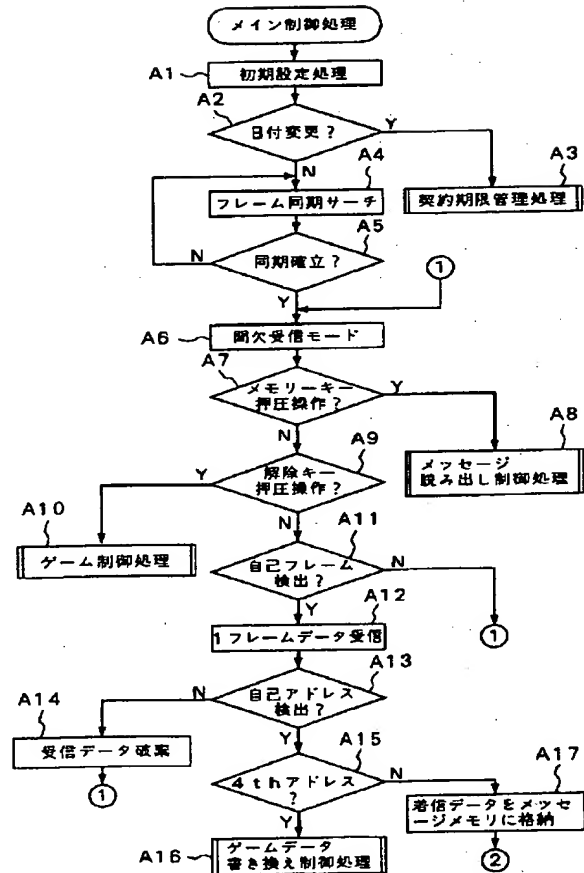 メイン制御処理
A1
初期設定処理
A2
日付変更?
Y
N
A3
契約期限管理処理
A4
フレーム同期サーチ
A5
同期確立?
N
Y
①
A6
間欠受信モード
A7
メモリーキー
押圧操作?
Y
N
A8
メッセージ
読み出し制御処理
A9
解除キー
押圧操作?
Y
N
A10
ゲーム制御処理
A11
自己フレーム
検出?
N
Y
①
A12
1フレームデータ受信
A13
自己アドレス
検出?
N
Y
A14
受信データ破棄
①
A15
4thアドレス
?
N
Y
A17
着信データをメッセ
ージメモリに格納
②
A16
ゲームデータ
書き換え制御処理